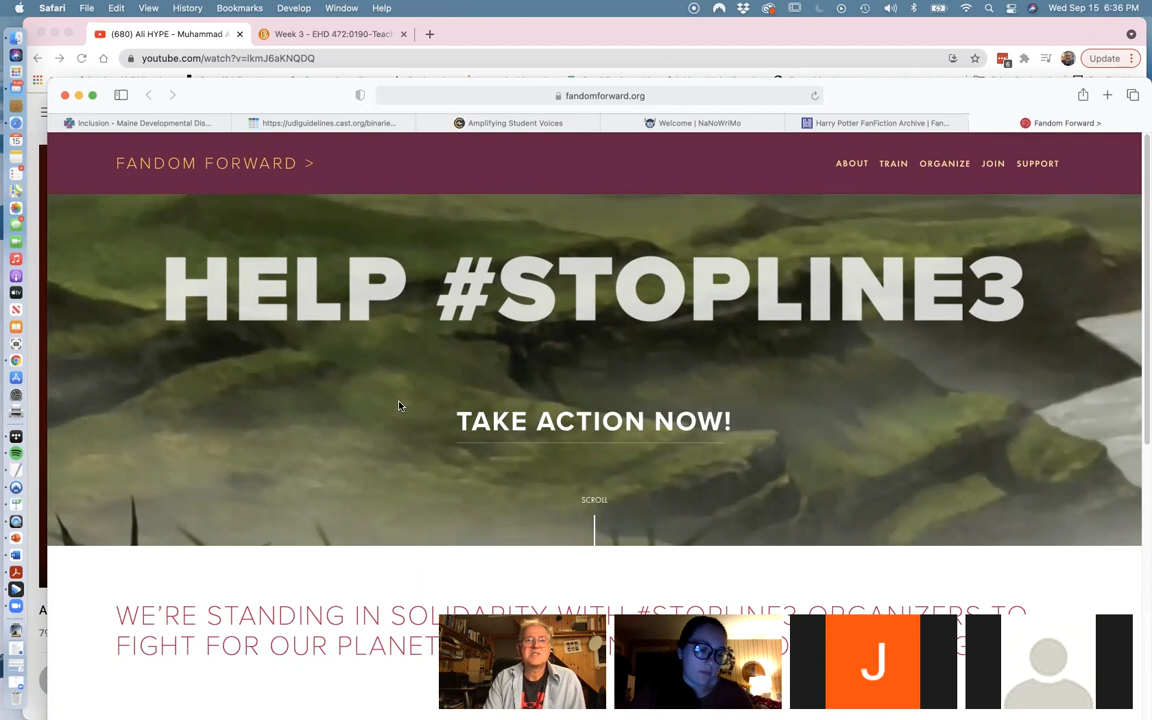 Safari File Edit View History Bookmarks Develop Window Help Wed Sep 15 6:36 PM
(680) Ali HYPE - Muhammad A
Week 3 - EHD 472:0190-Teac
youtube.com/watch?v=lkmJ6aKNQDQ
Update
fandomforward.org
Inclusion - Maine Developmental Dis...
https://udlguidelines.cast.org/binarie...
Amplifying Student Voices
Welcome | NaNoWriMo
Harry Potter FanFiction Archive | Fan...
Fandom Forward >
FANDOM FORWARD >
ABOUT TRAIN ORGANIZE JOIN SUPPORT
HELP #STOPLINE3
TAKE ACTION NOW!
SCROLL
WE'RE STANDING IN SOLIDARITY WITH #STOPLINE3 ORGANIZERS TO
FIGHT FOR OUR PLANET
J